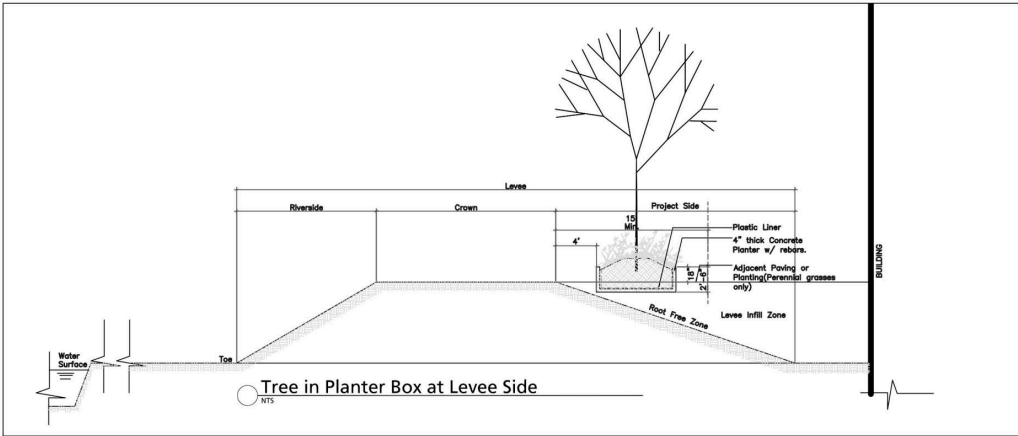 Levee
Riverside
Crown
Project Side
15'
Min.
4'
Plastic Liner
4" thick Concrete
Planter w/ rebars.
18"
2'-6"
Adjacent Paving or
Planting(Perennial grasses
only)
BUILDING
Root Free Zone
Levee Infill Zone
Water
Surface
Toe
Tree in Planter Box at Levee Side
NTS